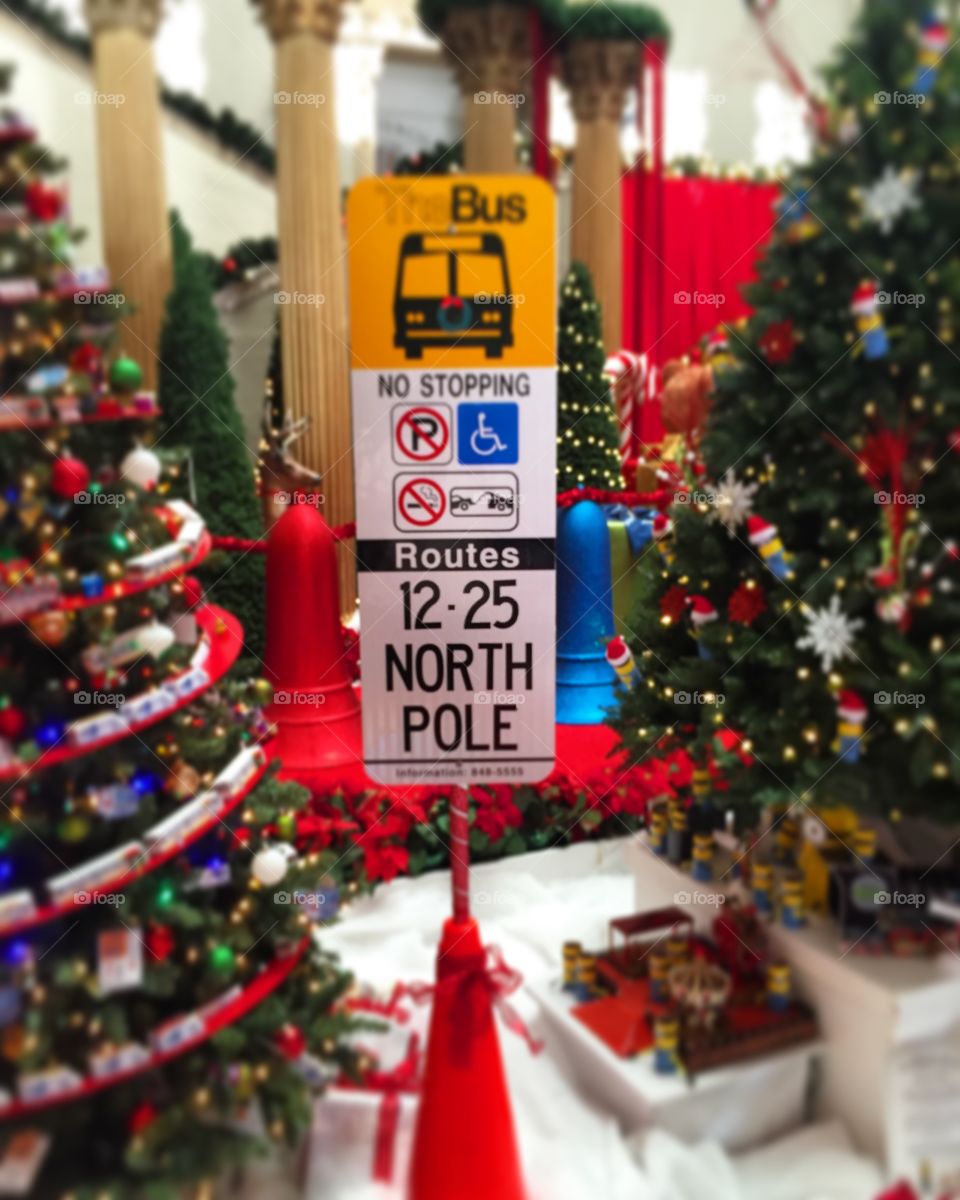 TheBus
NO STOPPING
P
Routes
12-25
NORTH
POLE
Information: 848-5555